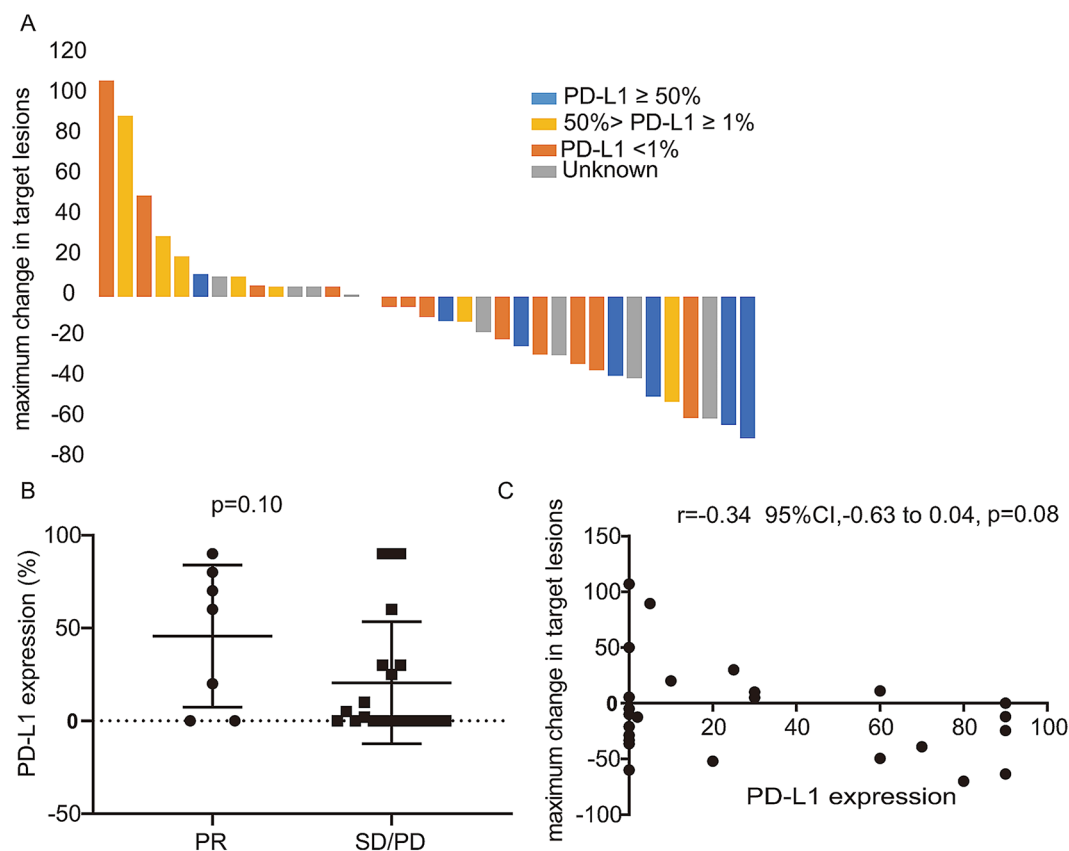 A
120
100
80
60
40
20
0
-20
-40
-60
-80
maximum change in target lesions
PD-L1 ≥ 50%
50%> PD-L1 ≥ 1%
PD-L1 <1%
Unknown
B
p=0.10
100
50
0
-50
PD-L1 expression (%)
PR
SD/PD
C
r=-0.34 95%CI,-0.63 to 0.04, p=0.08
150
100
50
0
-50
-100
maximum change in target lesions
20
40
60
80
100
PD-L1 expression